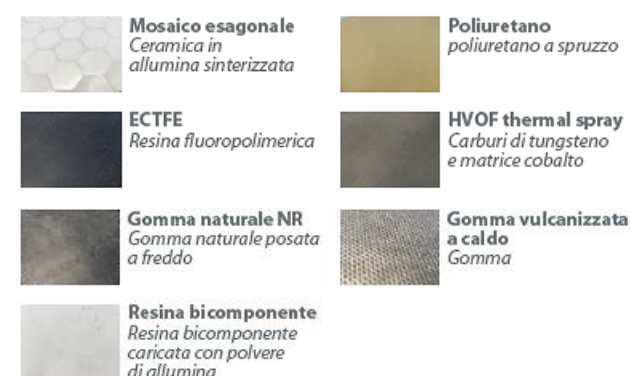 Mosaico esagonale
Ceramica in
allumina sinterizzata
Poliuretano
poliuretano a spruzzo
ECTFE
Resina fluoropolimerica
HVOF thermal spray
Carburi di tungsteno
e matrice cobalto
Gomma naturale NR
Gomma naturale posata
a freddo
Gomma vulcanizzata
a caldo
Gomma
Resina bicomponente
Resina bicomponente
caricata con polvere
di allumina